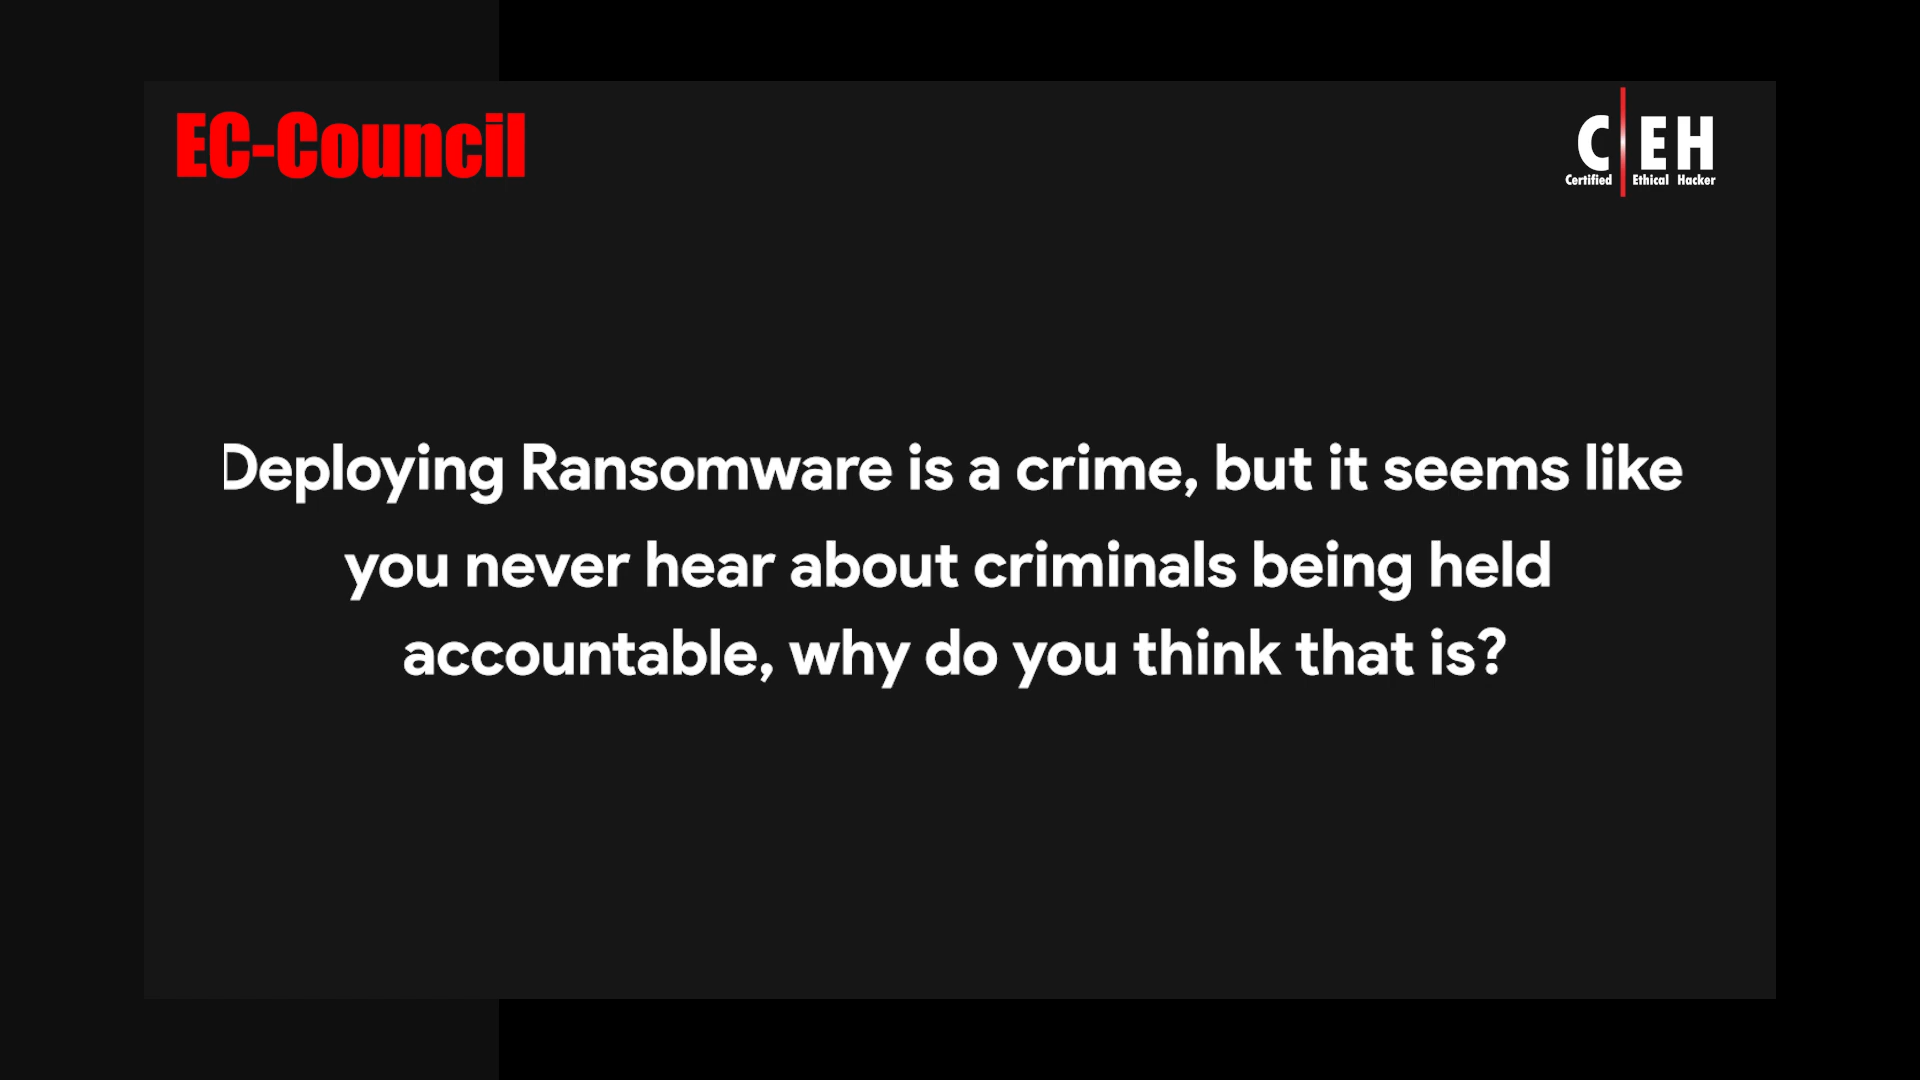 EC-Council
C EH
Certified Ethical Hacker
Deploying Ransomware is a crime, but it seems like
you never hear about criminals being held
accountable, why do you think that is?